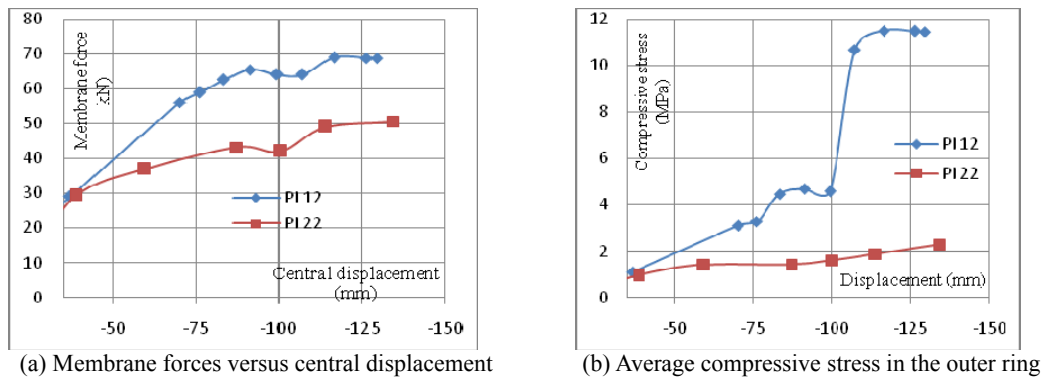 80
70
60
50
40
30
20
10
0
Membrane force
kN)
PI12
PI22
Central displacement
(mm)
-50
-75
-100
-125
-150
(a) Membrane forces versus central displacement
12
10
8
6
4
2
0
Compressive stress
(MPa)
PI12
PI22
Displacement (mm)
-50
-75
-100
-125
-150
(b) Average compressive stress in the outer ring